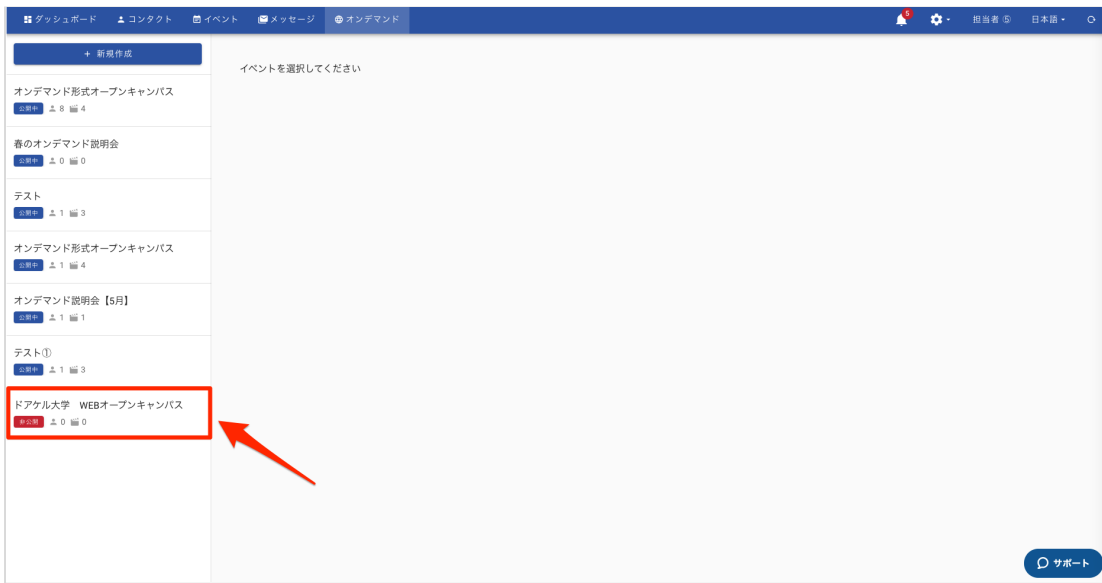 ダッシュボード コンタクト イベント メッセージ オンデマンド 5 担当者⑤ 日本語
+ 新規作成
イベントを選択してください
オンデマンド形式オープンキャンパス
公開中 8 4
春のオンデマンド説明会
公開中 0 0
テスト
公開中 1 3
オンデマンド形式オープンキャンパス
公開中 1 4
オンデマンド説明会【5月】
公開中 1 1
テスト①
公開中 1 3
ドアケル大学　WEBオープンキャンパス
非公開 0 0
サポート